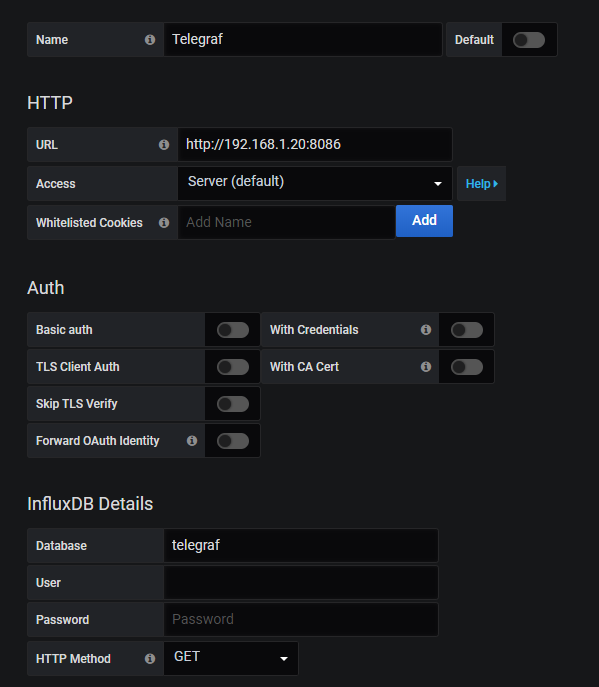 Name Telegraf Default
HTTP
URL http://192.168.1.20:8086
Access Server (default) Help
Whitelisted Cookies Add Name Add
Auth
Basic auth With Credentials
TLS Client Auth With CA Cert
Skip TLS Verify
Forward OAuth Identity
InfluxDB Details
Database telegraf
User
Password Password
HTTP Method GET